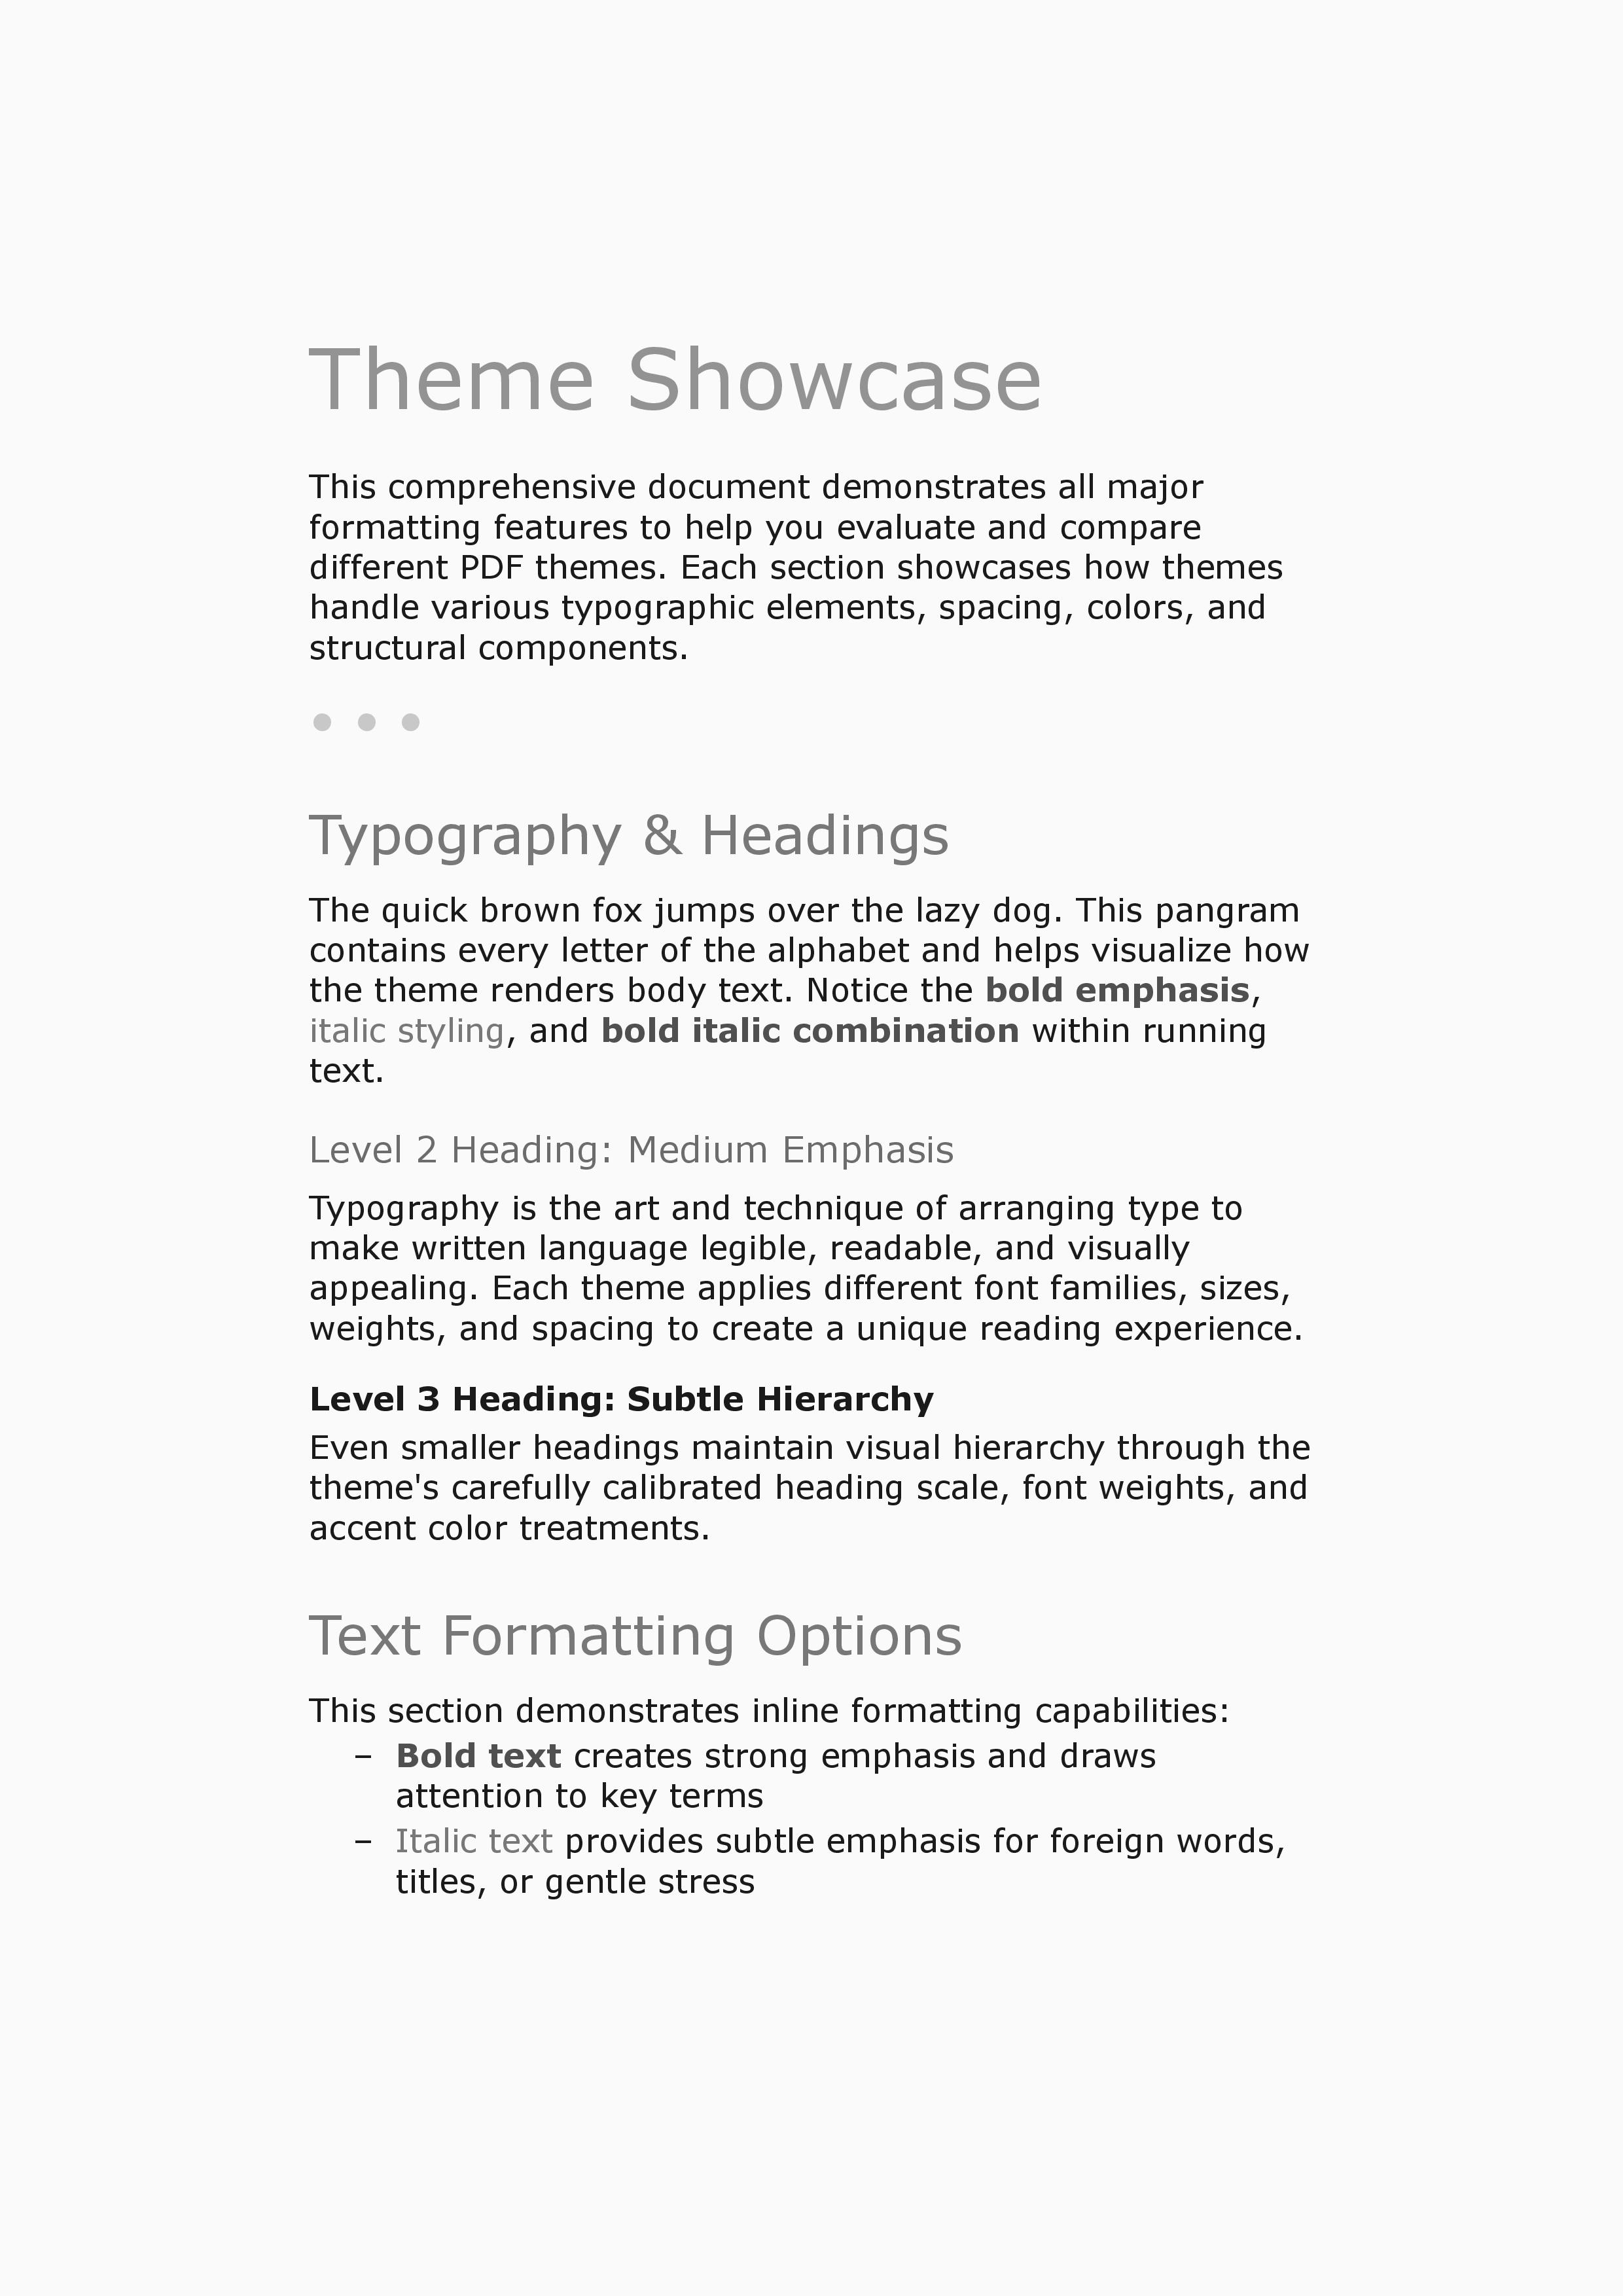 Theme Showcase
This comprehensive document demonstrates all major
formatting features to help you evaluate and compare
different PDF themes. Each section showcases how themes
handle various typographic elements, spacing, colors, and
structural components.
• • •
Typography & Headings
The quick brown fox jumps over the lazy dog. This pangram
contains every letter of the alphabet and helps visualize how
the theme renders body text. Notice the bold emphasis,
italic styling, and bold italic combination within running
text.
Level 2 Heading: Medium Emphasis
Typography is the art and technique of arranging type to
make written language legible, readable, and visually
appealing. Each theme applies different font families, sizes,
weights, and spacing to create a unique reading experience.
Level 3 Heading: Subtle Hierarchy
Even smaller headings maintain visual hierarchy through the
theme's carefully calibrated heading scale, font weights, and
accent color treatments.
Text Formatting Options
This section demonstrates inline formatting capabilities:
– Bold text creates strong emphasis and draws
attention to key terms
– Italic text provides subtle emphasis for foreign words,
titles, or gentle stress